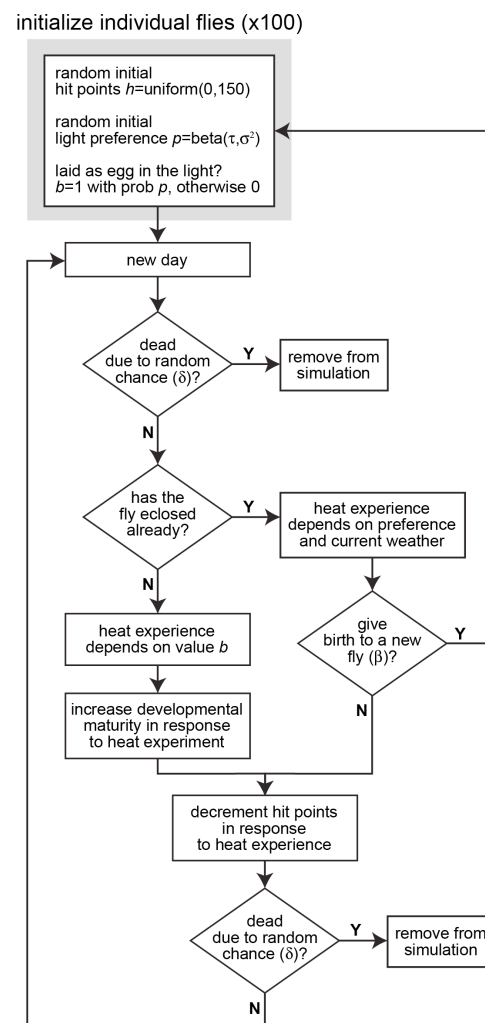 initialize individual flies (x100)
random initial
hit points h=uniform(0,150)
random initial
light preference p=beta(τ,σ²)
laid as egg in the light?
b=1 with prob p, otherwise 0
new day
dead
due to random
chance (δ)?
Y
remove from
simulation
N
has the
fly eclosed
already?
Y
heat experience
depends on preference
and current weather
N
heat experience
depends on value b
give
birth to a new
fly (β)?
Y
N
increase developmental
maturity in response
to heat experiment
decrement hit points
in response
to heat experience
dead
due to random
chance (δ)?
Y
remove from
simulation
N